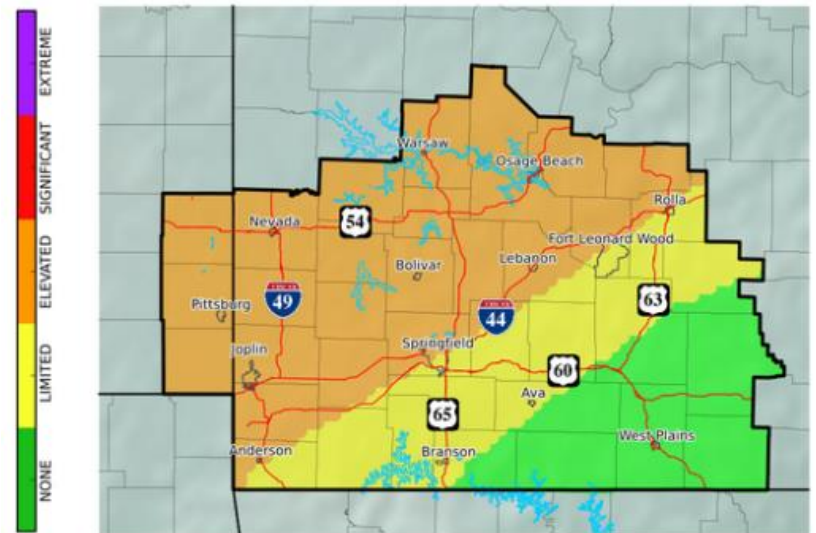 EXTREME
SIGNIFICANT
ELEVATED
LIMITED
NONE
Warsaw
Osage Beach
Rolla
Nevada
54
Fort Leonard Wood
Bolivar
Lebanon
Pittsburg
49
44
63
Joplin
Springfield
60
Ava
65
West Plains
Anderson
Branson